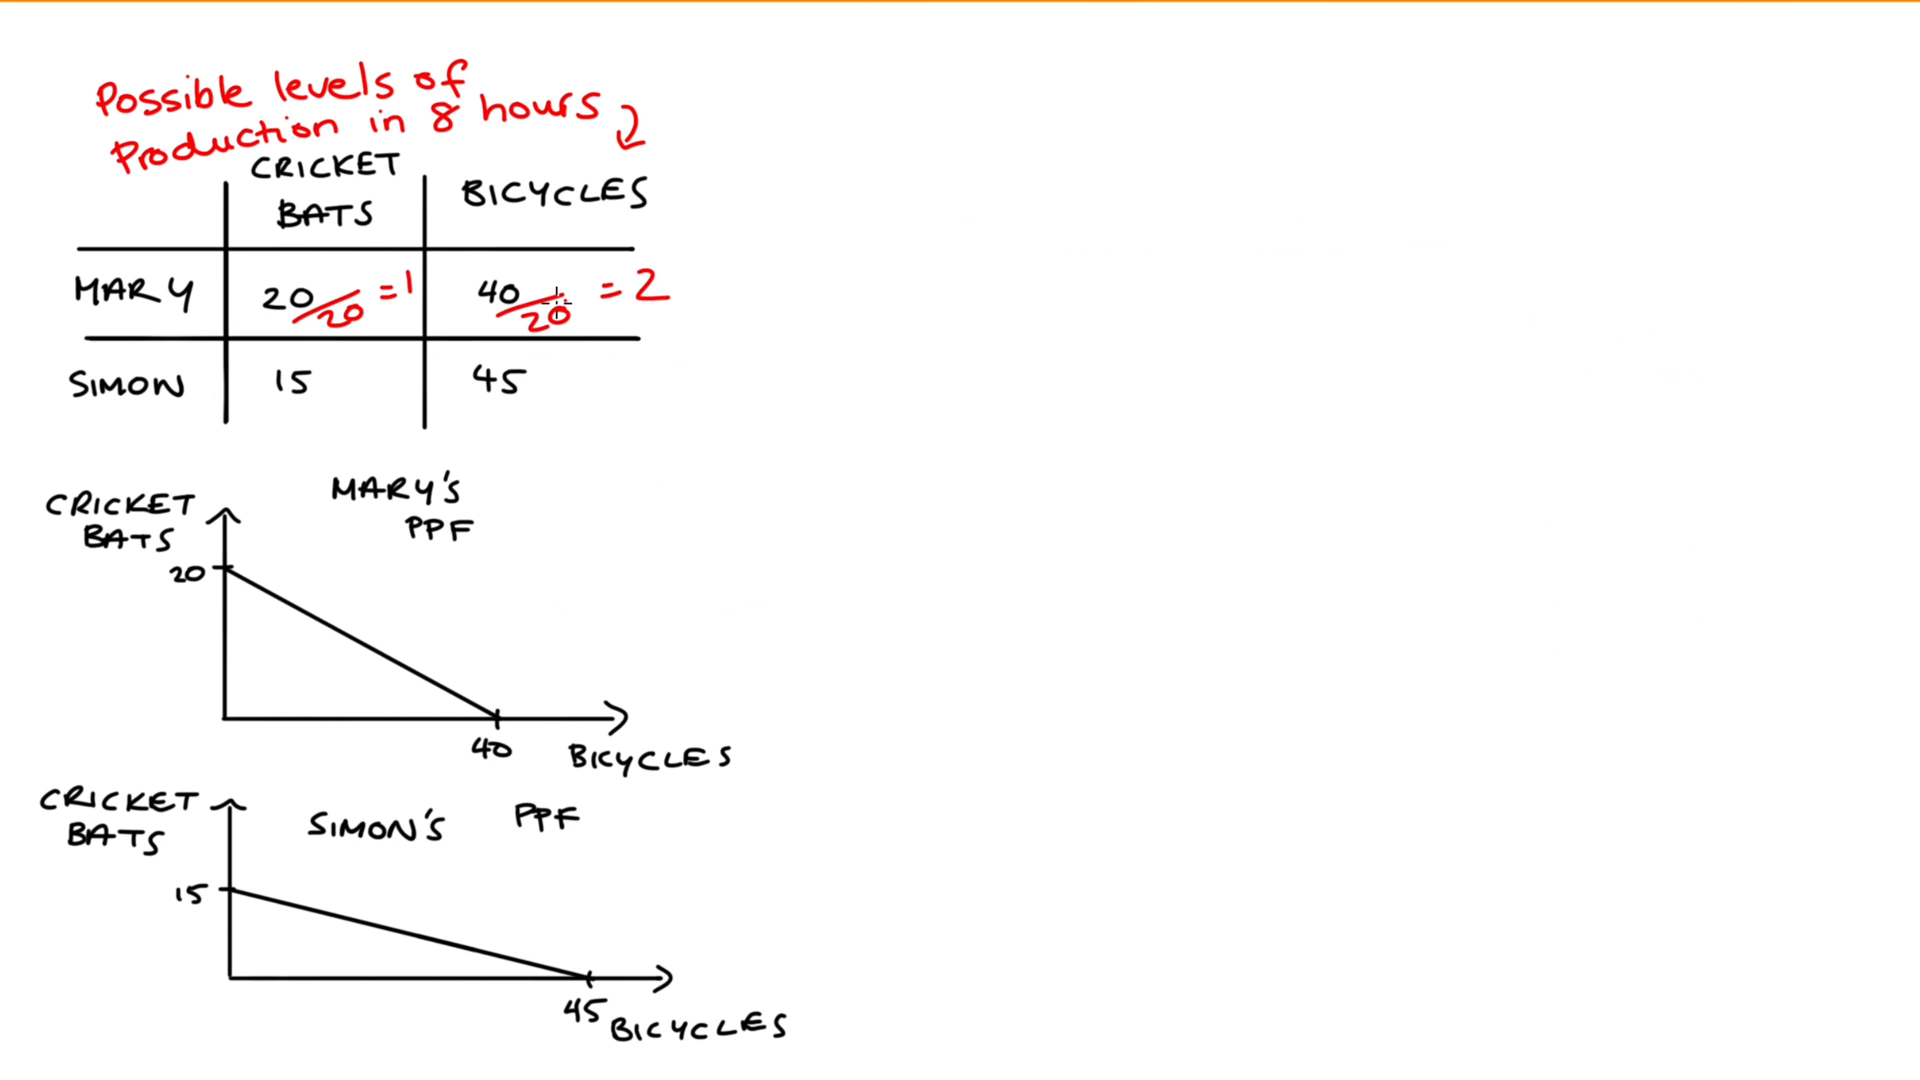 Possible levels of
Production in 8 hours
CRICKET
BATS
BICYCLES
MARY
20/20 = 1
40/20 = 2
SIMON
15
45
MARY'S
PPF
CRICKET
BATS
20
40
BICYCLES
CRICKET
BATS
SIMON'S PPF
15
45
BICYCLES